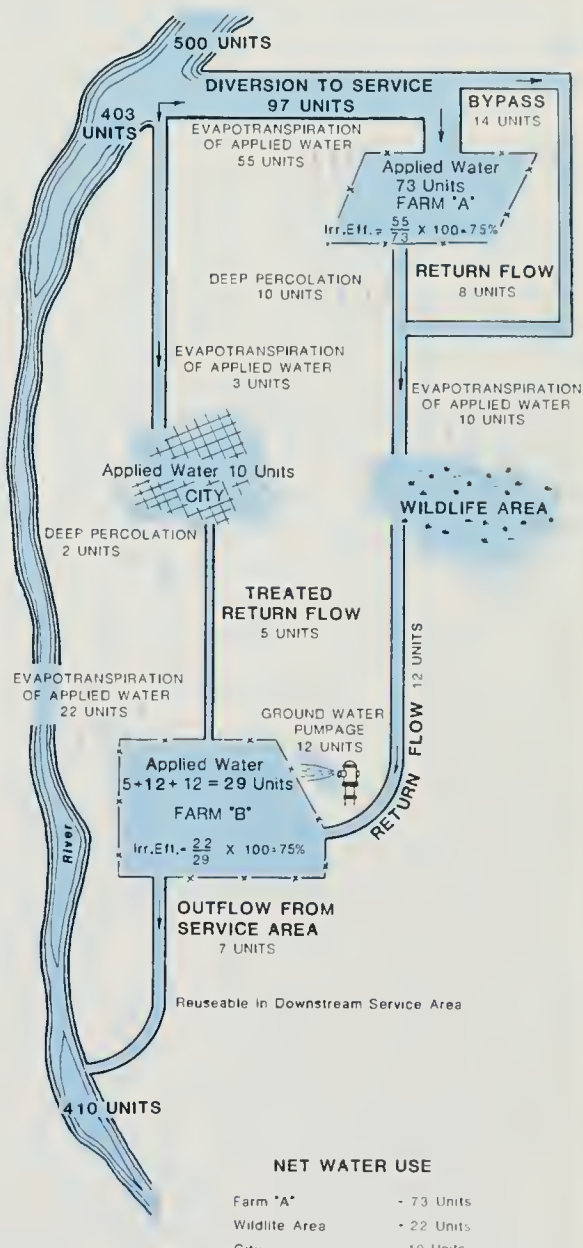 500 UNITS
DIVERSION TO SERVICE
97 UNITS
403
UNITS
BYPASS
14 UNITS
EVAPOTRANSPIRATION
OF APPLIED WATER
55 UNITS
Applied Water
73 Units
FARM "A"
Irr.Eff.= 55/73 X 100=75%
DEEP PERCOLATION
10 UNITS
RETURN FLOW
8 UNITS
EVAPOTRANSPIRATION
OF APPLIED WATER
3 UNITS
EVAPOTRANSPIRATION
OF APPLIED WATER
10 UNITS
Applied Water 10 Units
CITY
WILDLIFE AREA
DEEP PERCOLATION
2 UNITS
TREATED
RETURN FLOW
5 UNITS
RETURN FLOW 12 UNITS
EVAPOTRANSPIRATION
OF APPLIED WATER
22 UNITS
GROUND WATER
PUMPAGE
12 UNITS
Applied Water
5+12+12 = 29 Units
FARM "B"
Irr.Eff.= 22/29 X 100=75%
River
OUTFLOW FROM
SERVICE AREA
7 UNITS
Reuseable in Downstream Service Area
410 UNITS
NET WATER USE
Farm "A" - 73 Units
Wildlife Area - 22 Units
City 10 Units